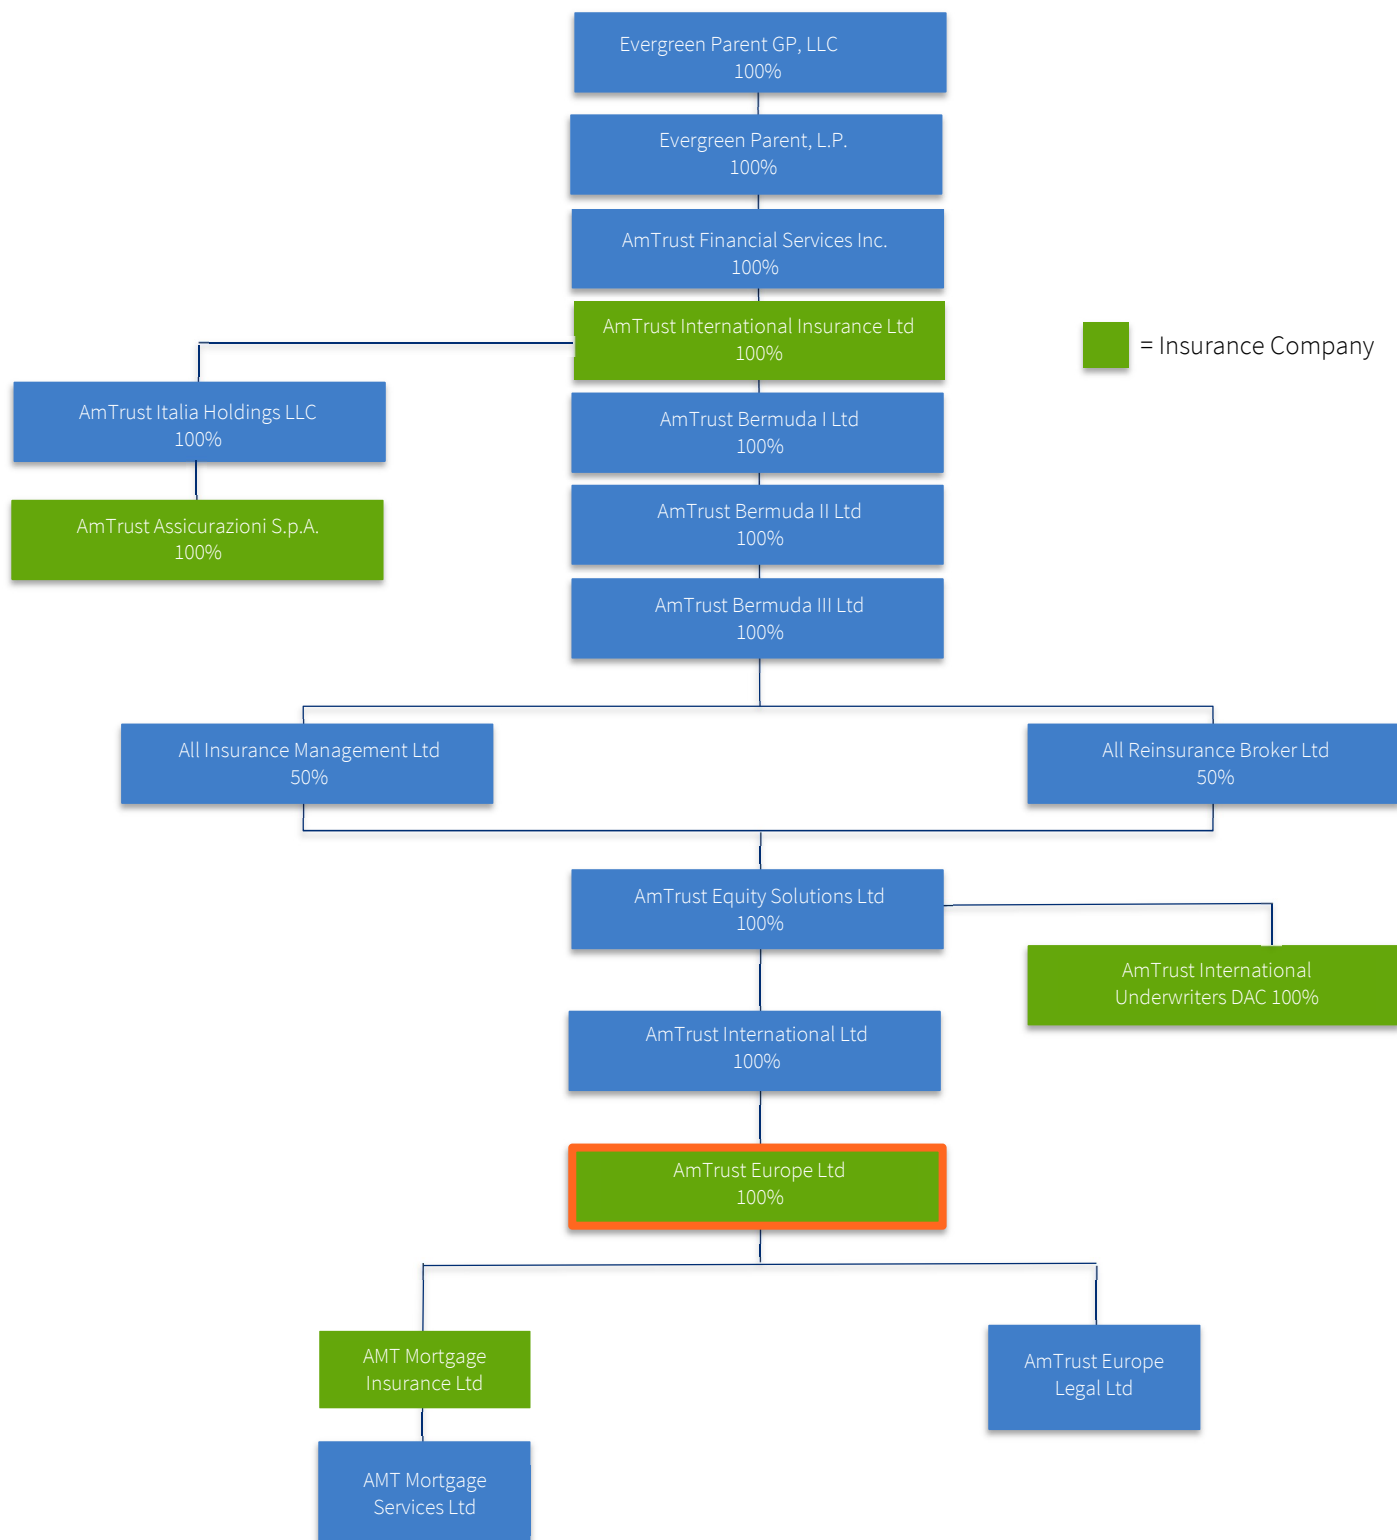 Evergreen Parent GP, LLC
100%
Evergreen Parent, L.P.
100%
AmTrust Financial Services Inc.
100%
AmTrust International Insurance Ltd
100%
= Insurance Company
AmTrust Italia Holdings LLC
100%
AmTrust Bermuda I Ltd
100%
AmTrust Assicurazioni S.p.A.
100%
AmTrust Bermuda II Ltd
100%
AmTrust Bermuda III Ltd
100%
All Insurance Management Ltd
50%
All Reinsurance Broker Ltd
50%
AmTrust Equity Solutions Ltd
100%
AmTrust International
Underwriters DAC 100%
AmTrust International Ltd
100%
AmTrust Europe Ltd
100%
AMT Mortgage
Insurance Ltd
AmTrust Europe
Legal Ltd
AMT Mortgage
Services Ltd